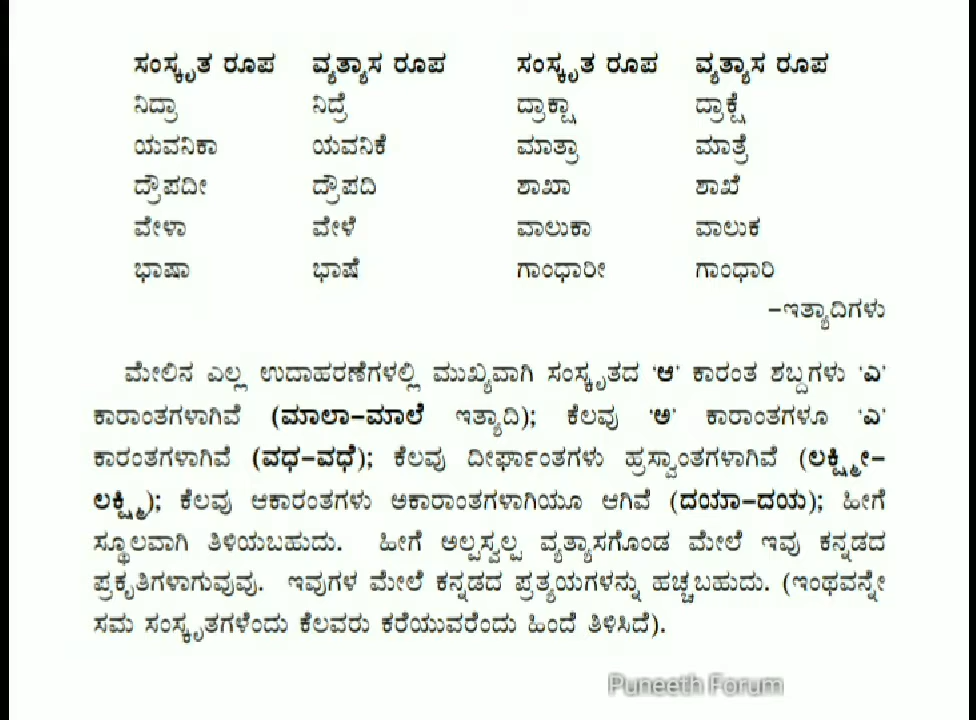 ಸಂಸ್ಕೃತ ರೂಪ ವ್ಯತ್ಯಾಸ ರೂಪ ಸಂಸ್ಕೃತ ರೂಪ ವ್ಯತ್ಯಾಸ ರೂಪ
ನಿದ್ರಾ ನಿದ್ರೆ ದ್ರಾಕ್ಷಾ ದ್ರಾಕ್ಷೆ
ಯವನಿಕಾ ಯವನಿಕೆ ಮಾತ್ರಾ ಮಾತ್ರೆ
ದ್ರೌಪದೀ ದ್ರೌಪದಿ ಶಾಖಾ ಶಾಖೆ
ವೇಳಾ ವೇಳೆ ವಾಲುಕಾ ವಾಲುಕ
ಭಾಷಾ ಭಾಷೆ ಗಾಂಧಾರೀ ಗಾಂಧಾರಿ
–ಇತ್ಯಾದಿಗಳು
ಮೇಲಿನ ಎಲ್ಲ ಉದಾಹರಣೆಗಳಲ್ಲಿ ಮುಖ್ಯವಾಗಿ ಸಂಸ್ಕೃತದ ‘ಆ’ ಕಾರಂತ ಶಬ್ದಗಳು ‘ಎ’
ಕಾರಾಂತಗಳಾಗಿವೆ (ಮಾಲಾ–ಮಾಲೆ ಇತ್ಯಾದಿ); ಕೆಲವು ‘ಅ’ ಕಾರಾಂತಗಳೂ ‘ಎ’
ಕಾರಂತಗಳಾಗಿವೆ (ವಧ–ವಧೆ); ಕೆಲವು ದೀರ್ಘಾಂತಗಳು ಹ್ರಸ್ವಾಂತಗಳಾಗಿವೆ (ಲಕ್ಷ್ಮೀ–
ಲಕ್ಷ್ಮಿ); ಕೆಲವು ಆಕಾರಂತಗಳು ಅಕಾರಾಂತಗಳಾಗಿಯೂ ಆಗಿವೆ (ದಯಾ–ದಯ); ಹೀಗೆ
ಸ್ಥೂಲವಾಗಿ ತಿಳಿಯಬಹುದು. ಹೀಗೆ ಅಲ್ಪಸ್ವಲ್ಪ ವ್ಯತ್ಯಾಸಗೊಂಡ ಮೇಲೆ ಇವು ಕನ್ನಡದ
ಪ್ರಕೃತಿಗಳಾಗುವುವು. ಇವುಗಳ ಮೇಲೆ ಕನ್ನಡದ ಪ್ರತ್ಯಯಗಳನ್ನು ಹಚ್ಚಬಹುದು. (ಇಂಥವನ್ನೇ
ಸಮ ಸಂಸ್ಕೃತಗಳೆಂದು ಕೆಲವರು ಕರೆಯುವರೆಂದು ಹಿಂದೆ ತಿಳಿಸಿದೆ).
Puneeth Forum